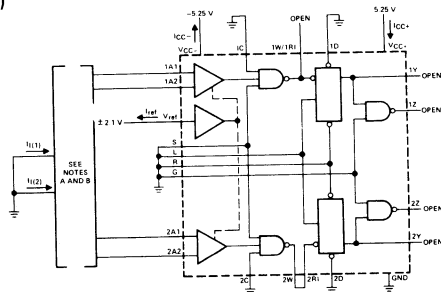 -5.25 V
OPEN
5.25 V
ICC-
ICC+
VCC-
1C
1W/1RI
1D
VCC+
1A1
1Y
OPEN
1A2
Iref
1Z
OPEN
± 2.1 V
Vref
II(1)
S
SEE
NOTES
A AND B
L
R
II(2)
G
2Z
OPEN
2A1
2Y
OPEN
2A2
2C
2W
2RI
2D
GND